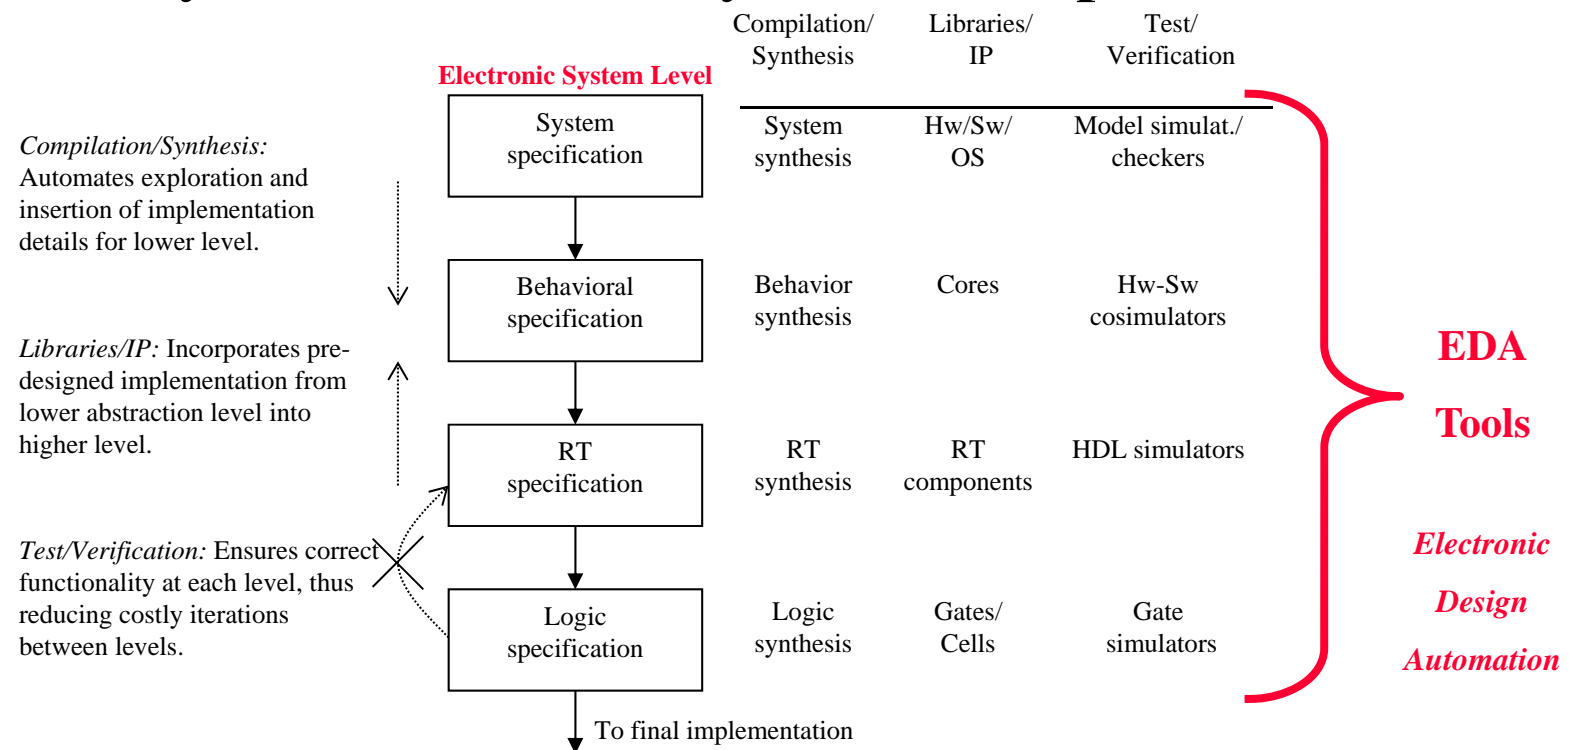 Compilation/
Synthesis
Libraries/
IP
Test/
Verification
Electronic System Level
System
specification
System
synthesis
Hw/Sw/
OS
Model simulat./
checkers
Compilation/Synthesis:
Automates exploration and
insertion of implementation
details for lower level.
Behavioral
specification
Behavior
synthesis
Cores
Hw-Sw
cosimulators
Libraries/IP: Incorporates pre-
designed implementation from
lower abstraction level into
higher level.
EDA
Tools
RT
specification
RT
synthesis
RT
components
HDL simulators
Test/Verification: Ensures correct
functionality at each level, thus
reducing costly iterations
between levels.
Electronic
Design
Automation
Logic
specification
Logic
synthesis
Gates/
Cells
Gate
simulators
To final implementation